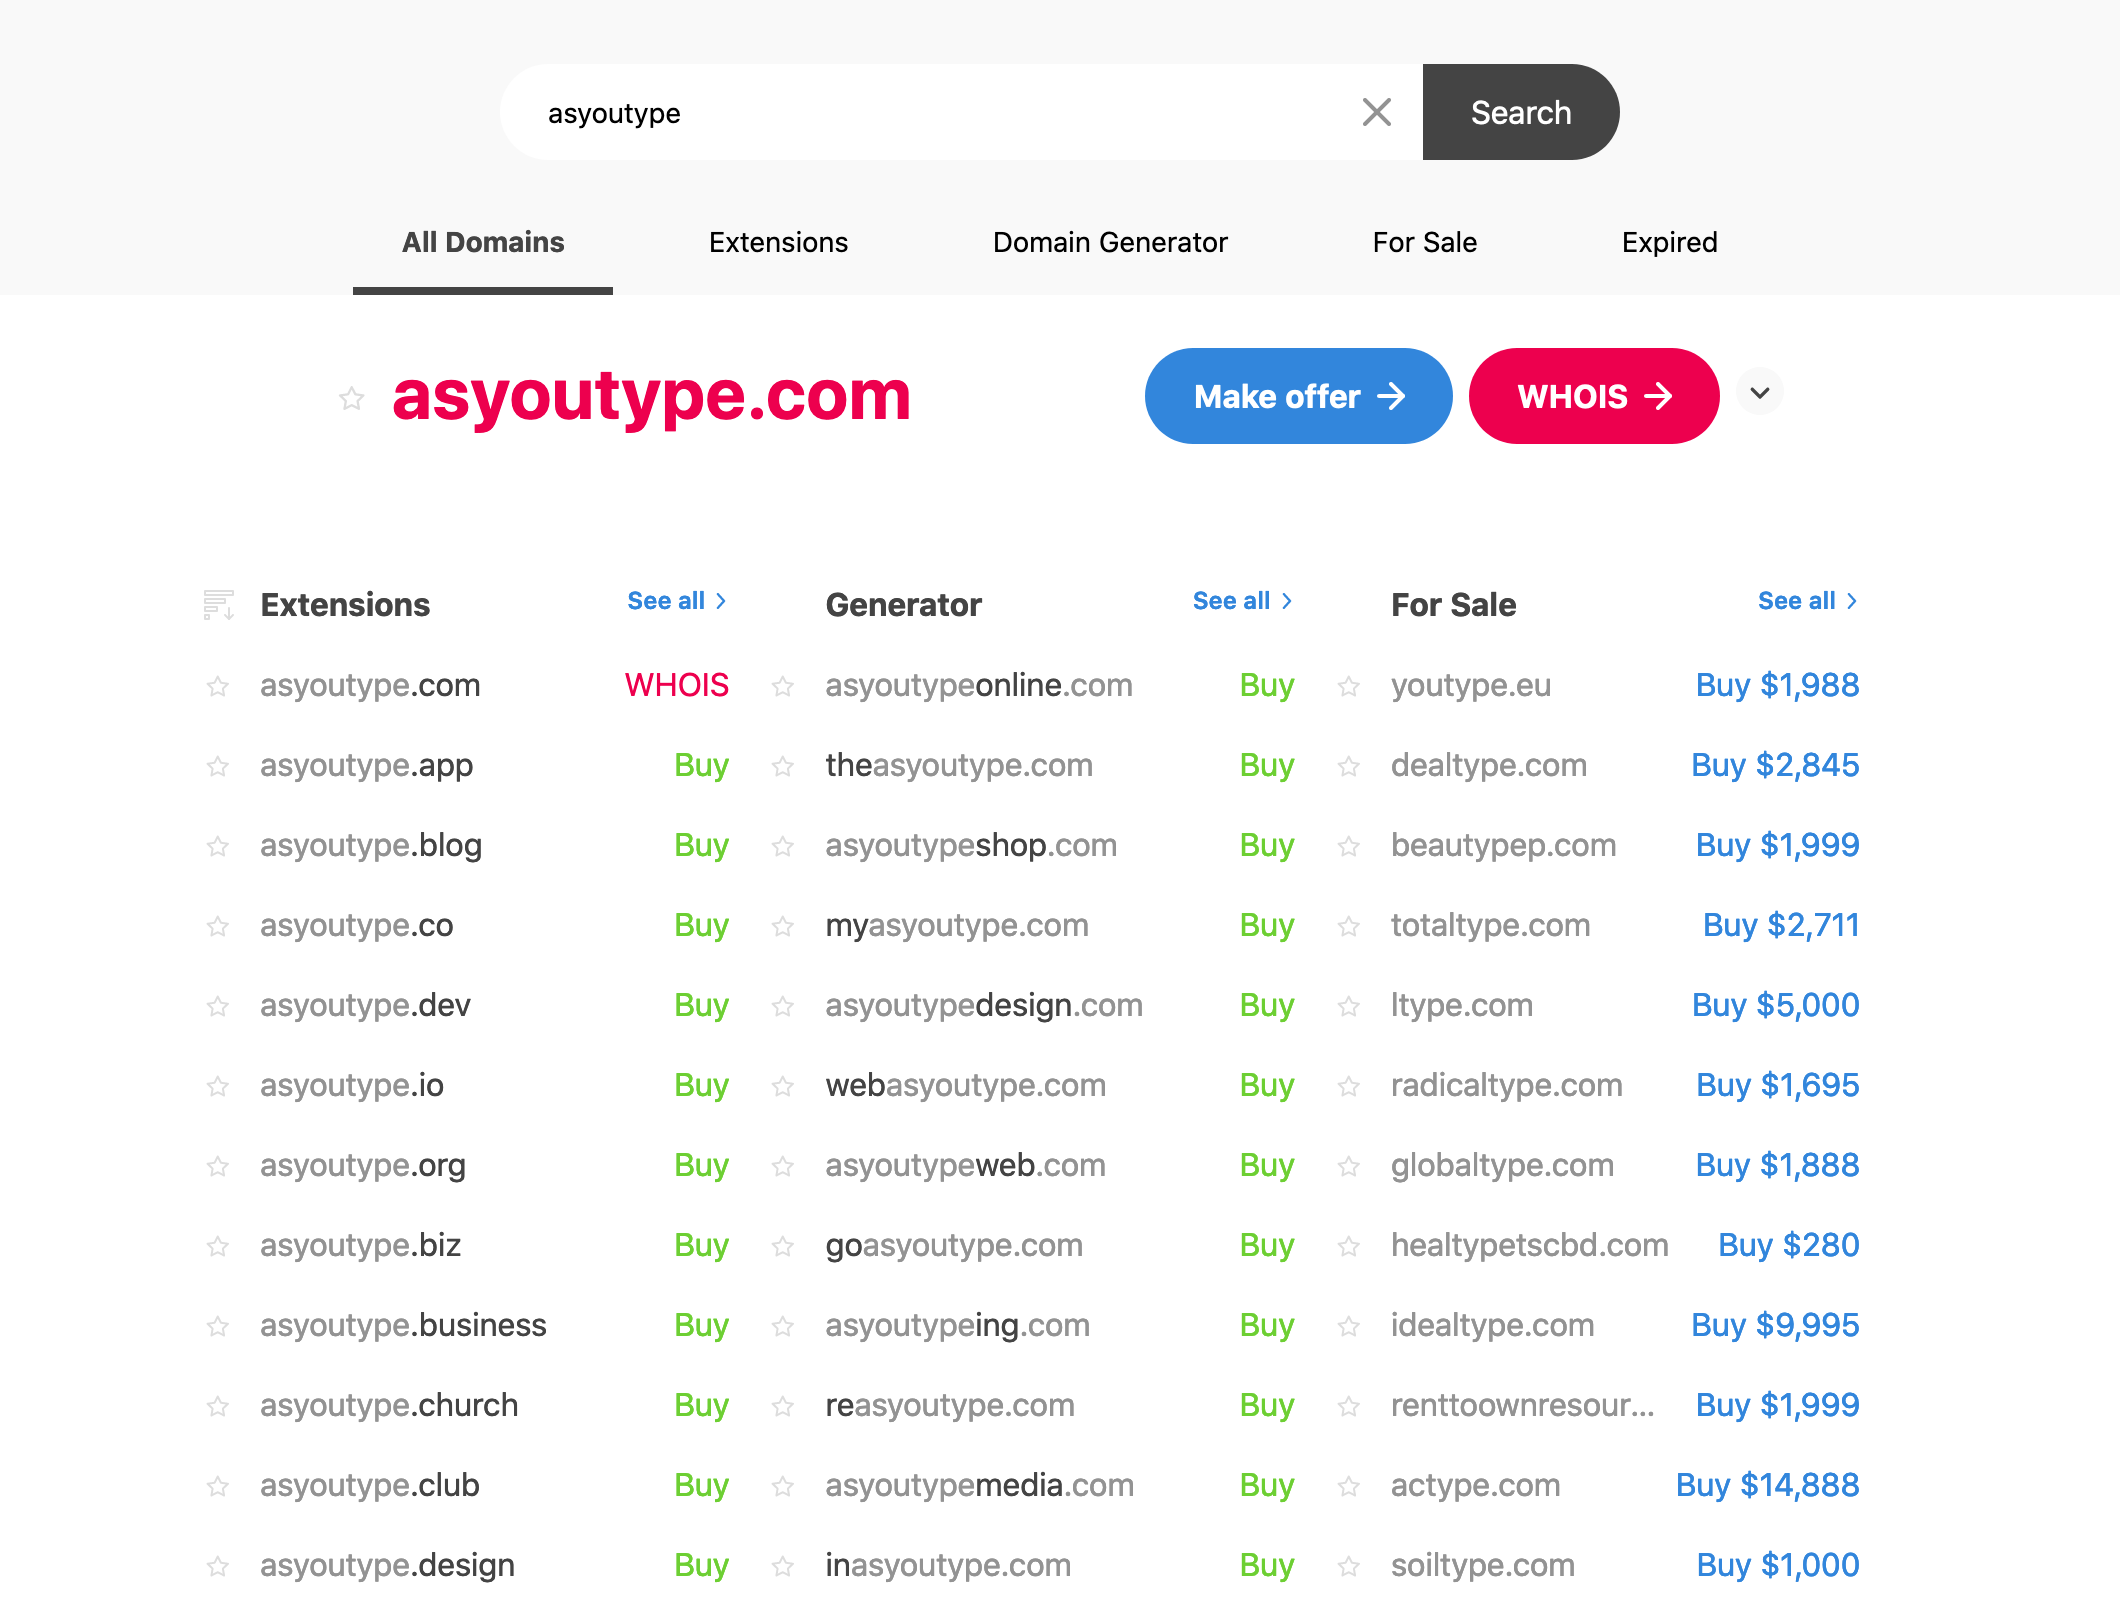 asyoutype
Search
All Domains Extensions Domain Generator For Sale Expired
asyoutype.com Make offer → WHOIS →
Extensions See all >
asyoutype.com WHOIS
asyoutype.app Buy
asyoutype.blog Buy
asyoutype.co Buy
asyoutype.dev Buy
asyoutype.io Buy
asyoutype.org Buy
asyoutype.biz Buy
asyoutype.business Buy
asyoutype.church Buy
asyoutype.club Buy
asyoutype.design Buy
Generator See all >
asyoutypeonline.com Buy
theasyoutype.com Buy
asyoutypeshop.com Buy
myasyoutype.com Buy
asyoutypedesign.com Buy
webasyoutype.com Buy
asyoutypeweb.com Buy
goasyoutype.com Buy
asyoutypeing.com Buy
reasyoutype.com Buy
asyoutypemedia.com Buy
inasyoutype.com Buy
For Sale See all >
youtype.eu Buy $1,988
dealtype.com Buy $2,845
beautypep.com Buy $1,999
totaltype.com Buy $2,711
ltype.com Buy $5,000
radicaltype.com Buy $1,695
globaltype.com Buy $1,888
healtypetscbd.com Buy $280
idealtype.com Buy $9,995
renttoownresour... Buy $1,999
actype.com Buy $14,888
soiltype.com Buy $1,000